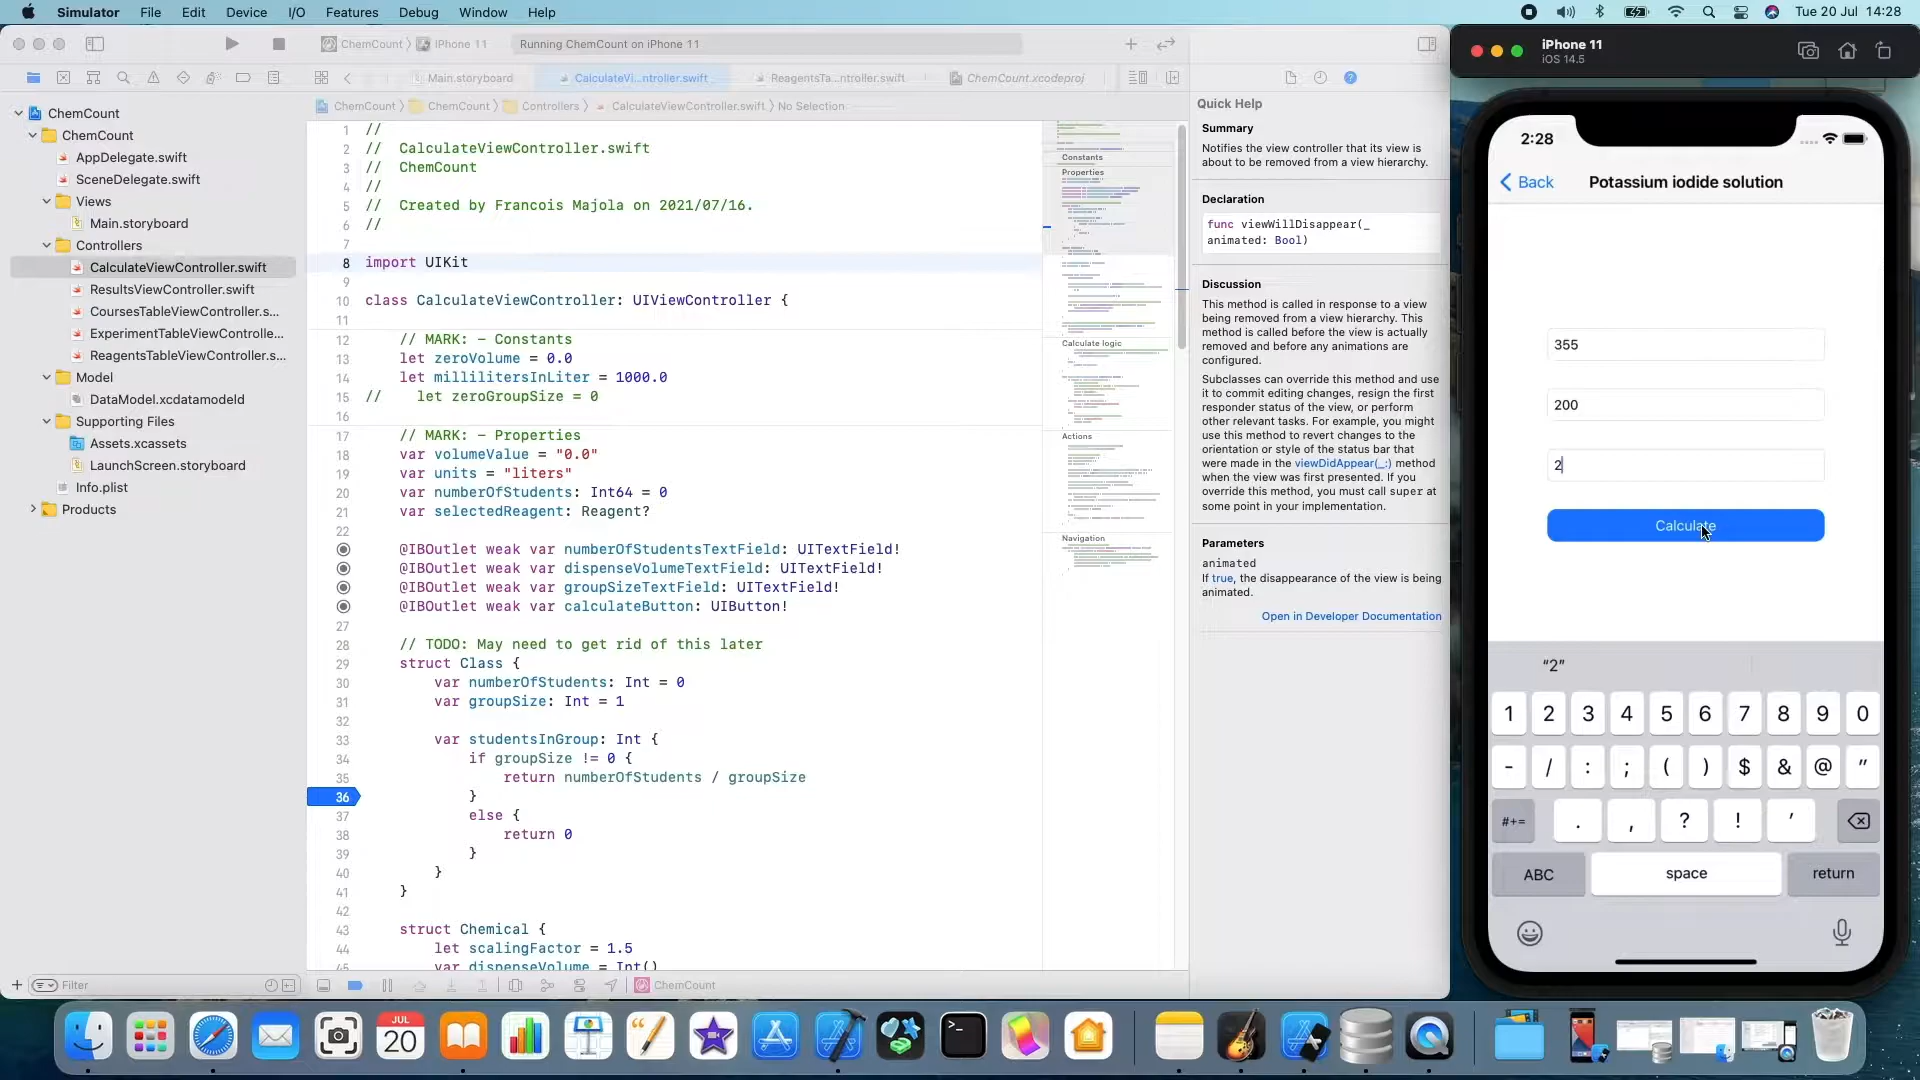 Simulator File Edit Device I/O Features Debug Window Help
Tue 20 Jul 14:28
ChemCount iPhone 11
Running ChemCount on iPhone 11
Main.storyboard
CalculateVi...ntroller.swift
ReagentsTa...ntroller.swift
ChemCount.xcodeproj
ChemCount
ChemCount
AppDelegate.swift
SceneDelegate.swift
Views
Main.storyboard
Controllers
CalculateViewController.swift
ResultsViewController.swift
CoursesTableViewController.s...
ExperimentTableViewControlle...
ReagentsTableViewController.s...
Model
DataModel.xcdatamodeld
Supporting Files
Assets.xcassets
LaunchScreen.storyboard
Info.plist
Products
Filter
ChemCount ChemCount Controllers CalculateViewController.swift No Selection
1 //
2 //  CalculateViewController.swift
3 //  ChemCount
4 //
5 //  Created by Francois Majola on 2021/07/16.
6 //
7
8 import UIKit
9
10 class CalculateViewController: UIViewController {
11
12 // MARK: - Constants
13 let zeroVolume = 0.0
14 let millilitersInLiter = 1000.0
15 //    let zeroGroupSize = 0
16
17 // MARK: - Properties
18 var volumeValue = "0.0"
19 var units = "liters"
20 var numberOfStudents: Int64 = 0
21 var selectedReagent: Reagent?
22
@IBOutlet weak var numberOfStudentsTextField: UITextField!
@IBOutlet weak var dispenseVolumeTextField: UITextField!
@IBOutlet weak var groupSizeTextField: UITextField!
@IBOutlet weak var calculateButton: UIButton!
27
28 // TODO: May need to get rid of this later
29 struct Class {
30 var numberOfStudents: Int = 0
31 var groupSize: Int = 1
32
33 var studentsInGroup: Int {
34 if groupSize != 0 {
35 return numberOfStudents / groupSize
36 }
37 else {
38 return 0
39 }
40 }
41 }
42
43 struct Chemical {
44 let scalingFactor = 1.5
45 var dispenseVolume = Int()
ChemCount
Constants
Properties
Calculate logic
Actions
Navigation
Quick Help
Summary
Notifies the view controller that its view is
about to be removed from a view hierarchy.
Declaration
func viewWillDisappear(_
animated: Bool)
Discussion
This method is called in response to a view
being removed from a view hierarchy. This
method is called before the view is actually
removed and before any animations are
configured.
Subclasses can override this method and use
it to commit editing changes, resign the first
responder status of the view, or perform
other relevant tasks. For example, you might
use this method to revert changes to the
orientation or style of the status bar that
were made in the viewDidAppear(_:) method
when the view was first presented. If you
override this method, you must call super at
some point in your implementation.
Parameters
animated
If true, the disappearance of the view is being
animated.
Open in Developer Documentation
iPhone 11
iOS 14.5
2:28
Back Potassium iodide solution
355
200
2
Calculate
“2”
1 2 3 4 5 6 7 8 9 0
- / : ; ( ) $ & @ ”
#+= . , ? ! ’
ABC space return
JUL
20